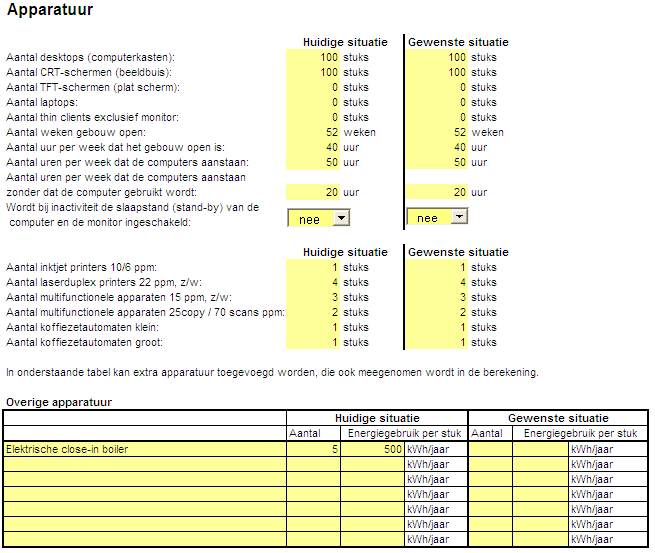 Apparatuur
Huidige situatie Gewenste situatie
Aantal desktops (computerkasten): 100 stuks 100 stuks
Aantal CRT-schermen (beeldbuis): 100 stuks 100 stuks
Aantal TFT-schermen (plat scherm): 0 stuks 0 stuks
Aantal laptops: 0 stuks 0 stuks
Aantal thin clients exclusief monitor: 0 stuks 0 stuks
Aantal weken gebouw open: 52 weken 52 weken
Aantal uur per week dat het gebouw open is: 40 uur 40 uur
Aantal uren per week dat de computers aanstaan: 50 uur 50 uur
Aantal uren per week dat de computers aanstaan
zonder dat de computer gebruikt wordt: 20 uur 20 uur
Wordt bij inactiviteit de slaapstand (stand-by) van de
computer en de monitor ingeschakeld: nee nee
Huidige situatie Gewenste situatie
Aantal inktjet printers 10/6 ppm: 1 stuks 1 stuks
Aantal laserduplex printers 22 ppm, z/w: 4 stuks 4 stuks
Aantal multifunctionele apparaten 15 ppm, z/w: 3 stuks 3 stuks
Aantal multifunctionele apparaten 25copy / 70 scans ppm: 2 stuks 2 stuks
Aantal koffiezetautomaten klein: 1 stuks 1 stuks
Aantal koffiezetautomaten groot: 1 stuks 1 stuks
In onderstaande tabel kan extra apparatuur toegevoegd worden, die ook meegenomen wordt in de berekening.
Overige apparatuur
Huidige situatie Gewenste situatie
Aantal Energiegebruik per stuk Aantal Energiegebruik per stuk
Elektrische close-in boiler 5 500 kWh/jaar kWh/jaar
kWh/jaar kWh/jaar
kWh/jaar kWh/jaar
kWh/jaar kWh/jaar
kWh/jaar kWh/jaar
kWh/jaar kWh/jaar
kWh/jaar kWh/jaar